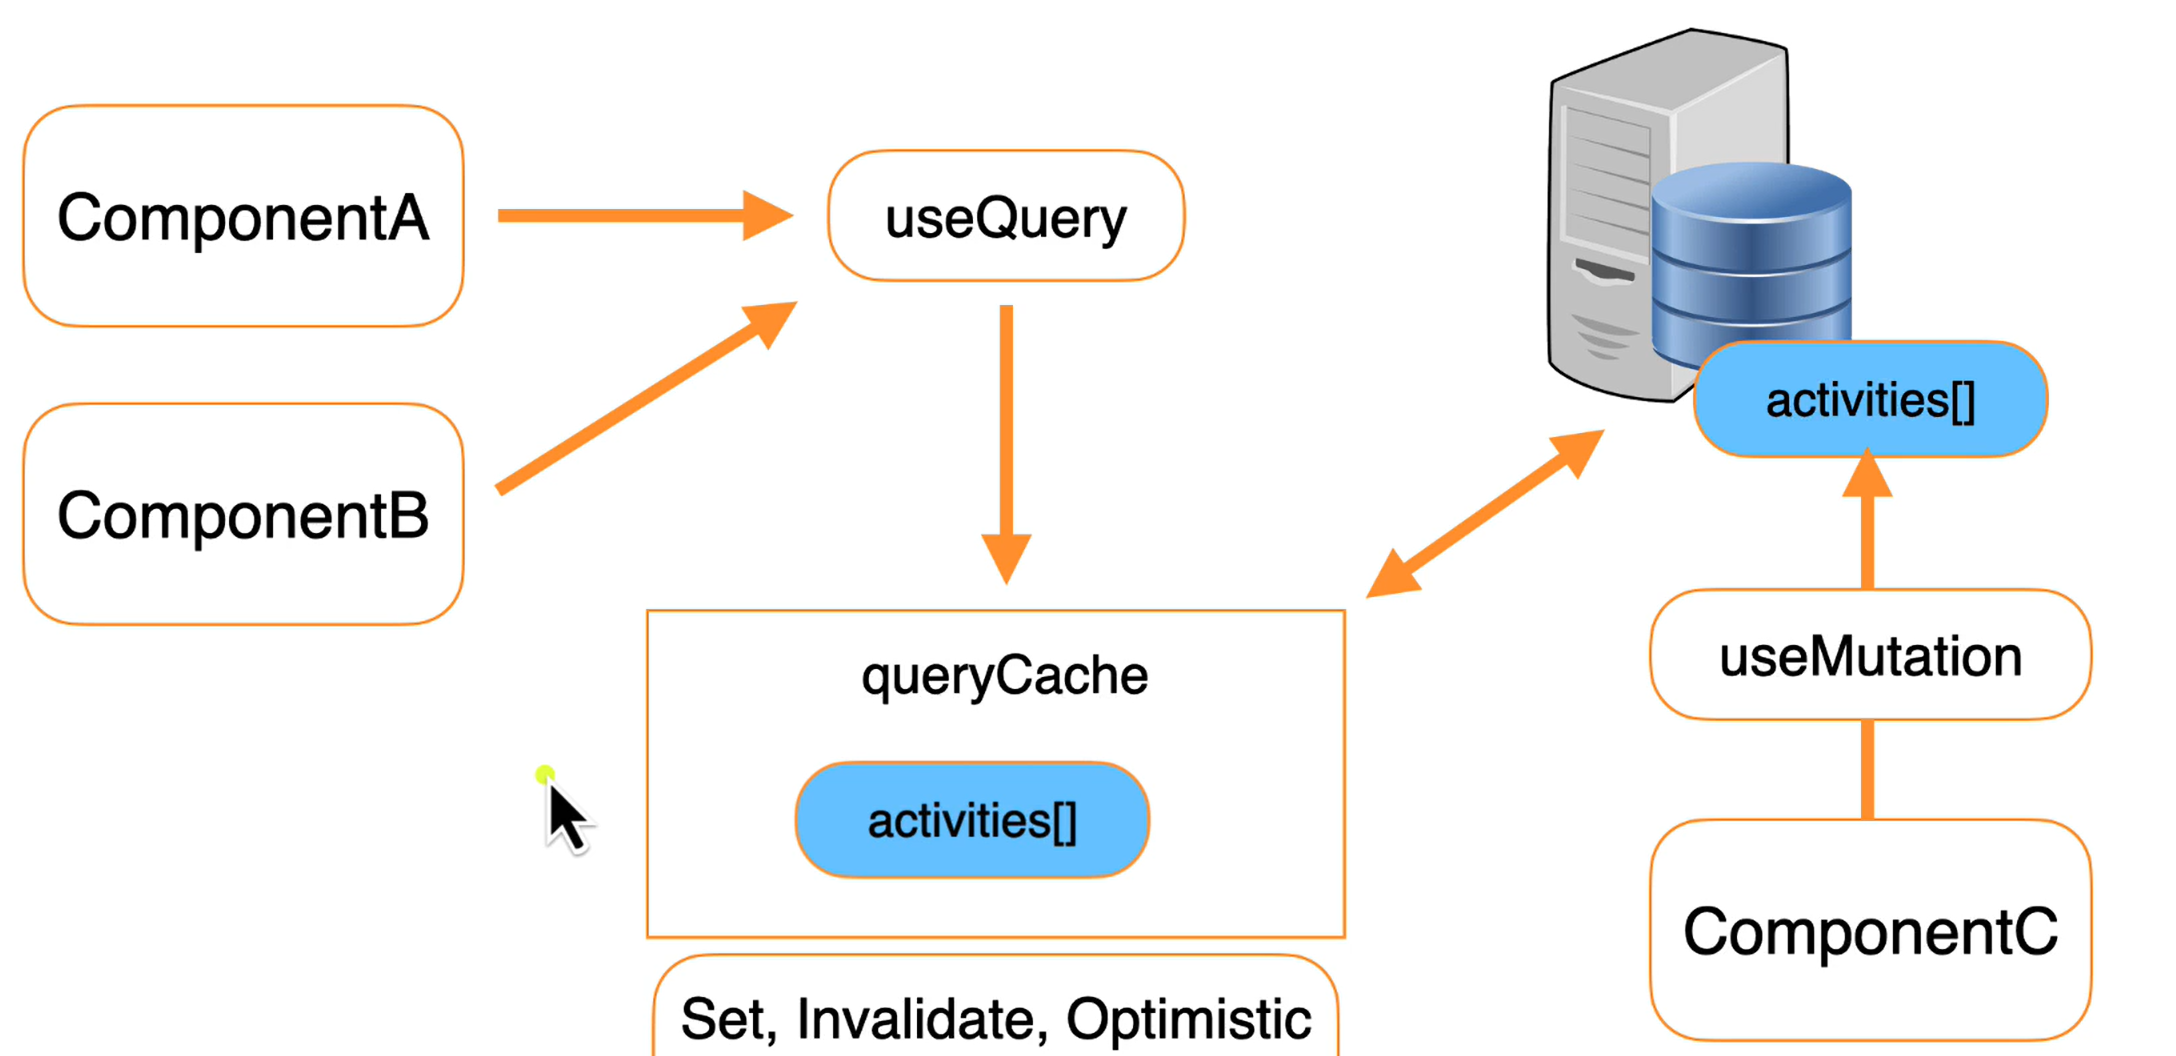 ComponentA
useQuery
activities[]
ComponentB
queryCache
useMutation
activities[]
ComponentC
Set, Invalidate, Optimistic